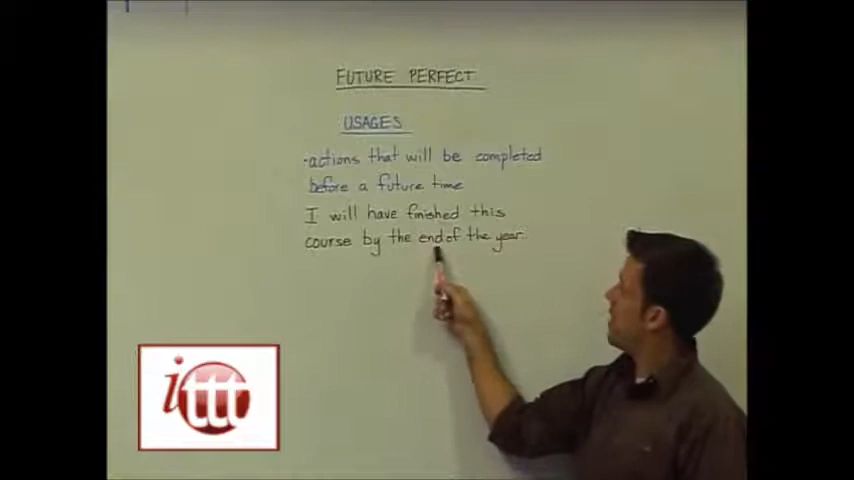 FUTURE PERFECT
USAGES
-actions that will be completed
before a future time
I will have finished this
course by the end of the year.
ittt